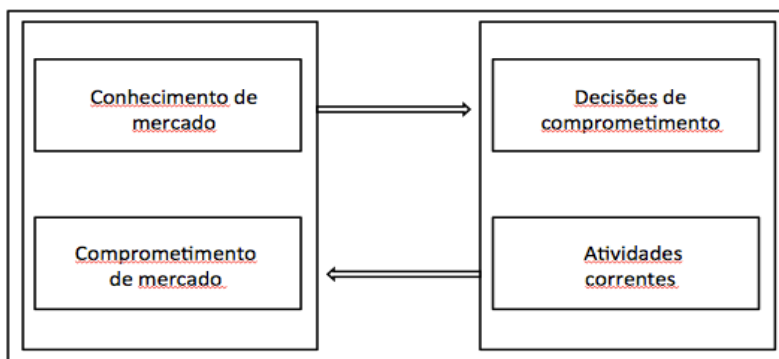 Conhecimento de
mercado
Decisões de
comprometimento
Comprometimento
de mercado
Atividades
correntes